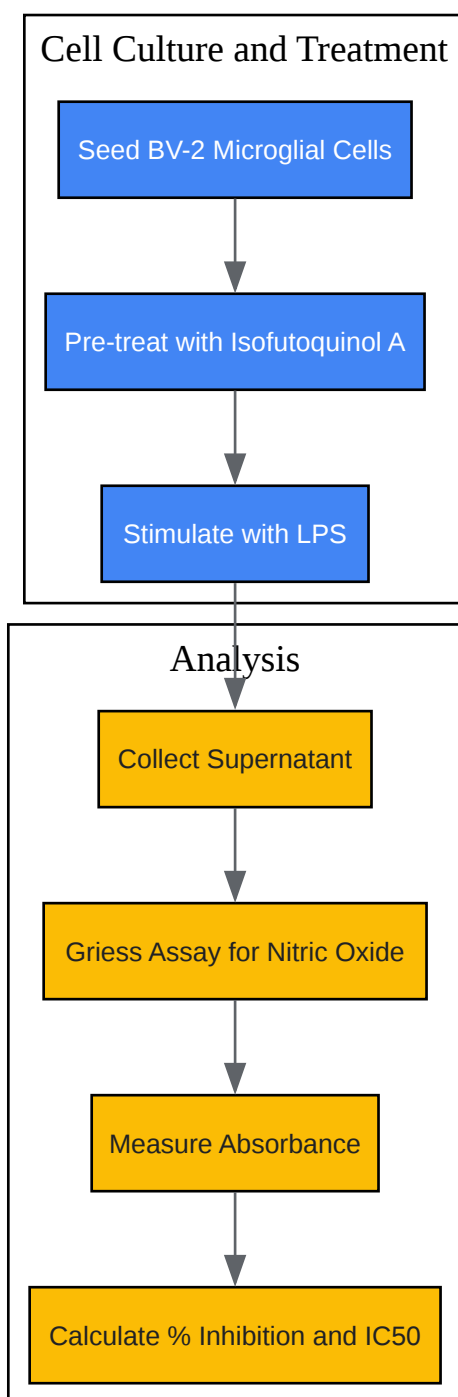 Cell Culture and Treatment
Seed BV-2 Microglial Cells
Pre-treat with Isofutoquinol A
Stimulate with LPS
Analysis
Collect Supernatant
Griess Assay for Nitric Oxide
Measure Absorbance
Calculate % Inhibition and IC50